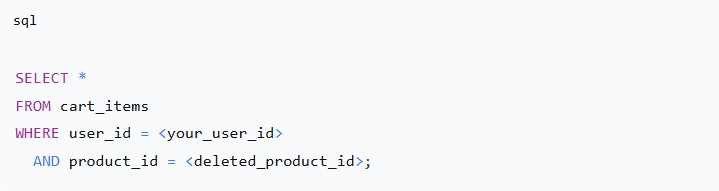 sql
SELECT *
FROM cart_items
WHERE user_id = <your_user_id>
AND product_id = <deleted_product_id>;